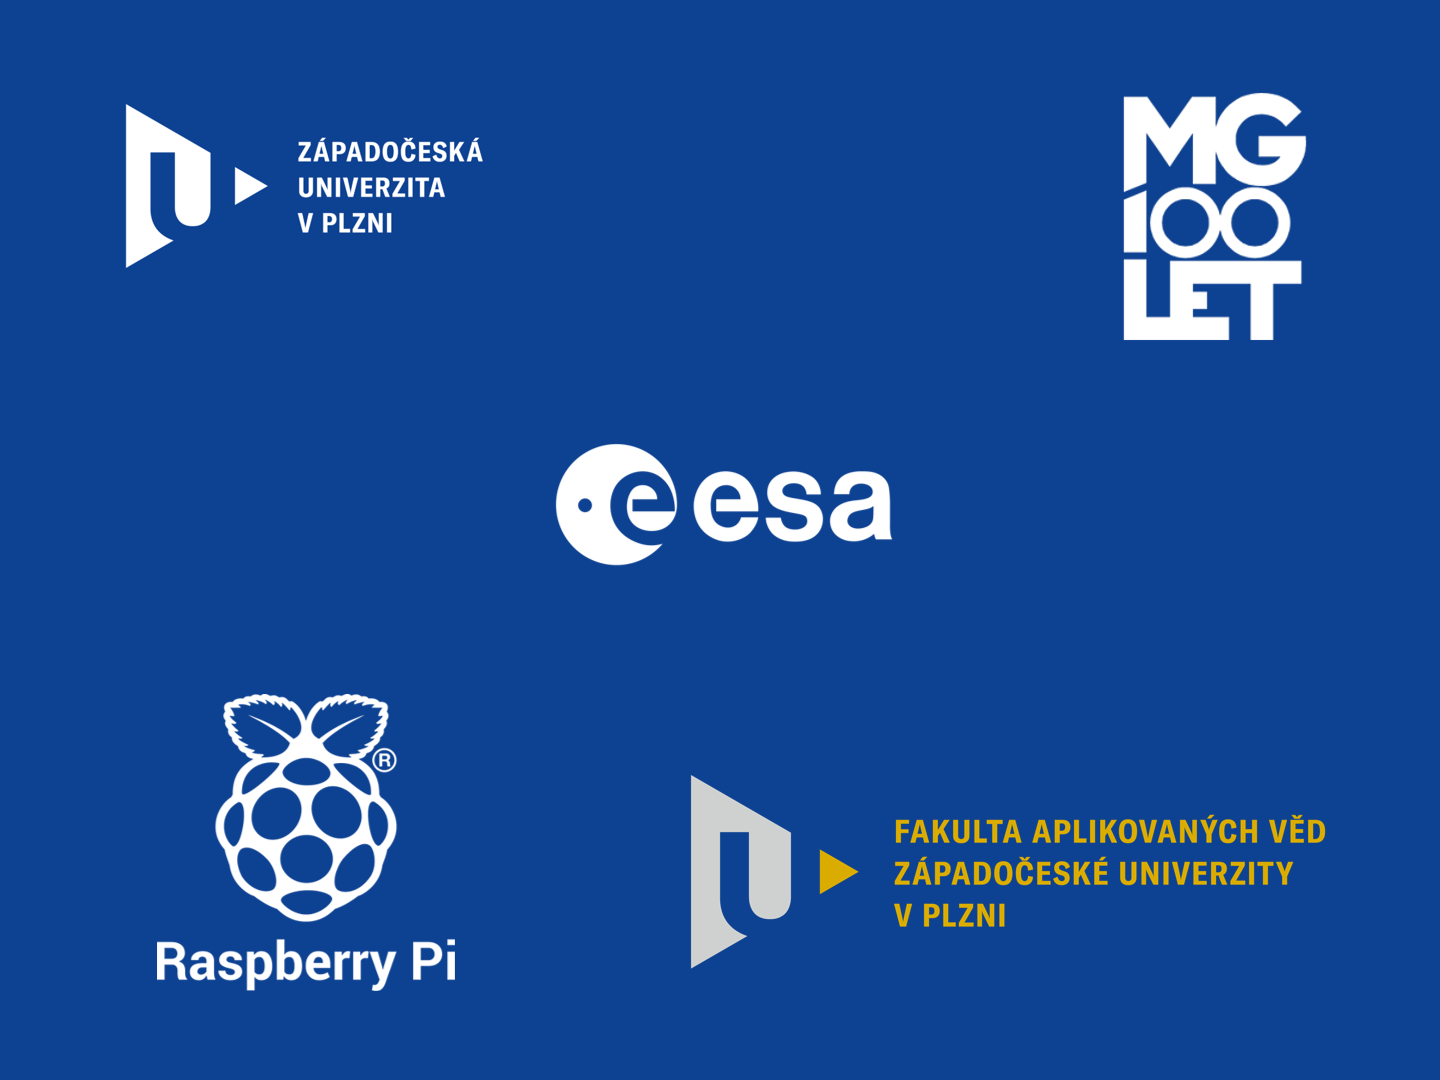 ZÁPADOČESKÁ
UNIVERZITA
V PLZNI
MG
100
LET
esa
®
Raspberry Pi
FAKULTA APLIKOVANÝCH VĚD
ZÁPADOČESKÉ UNIVERZITY
V PLZNI